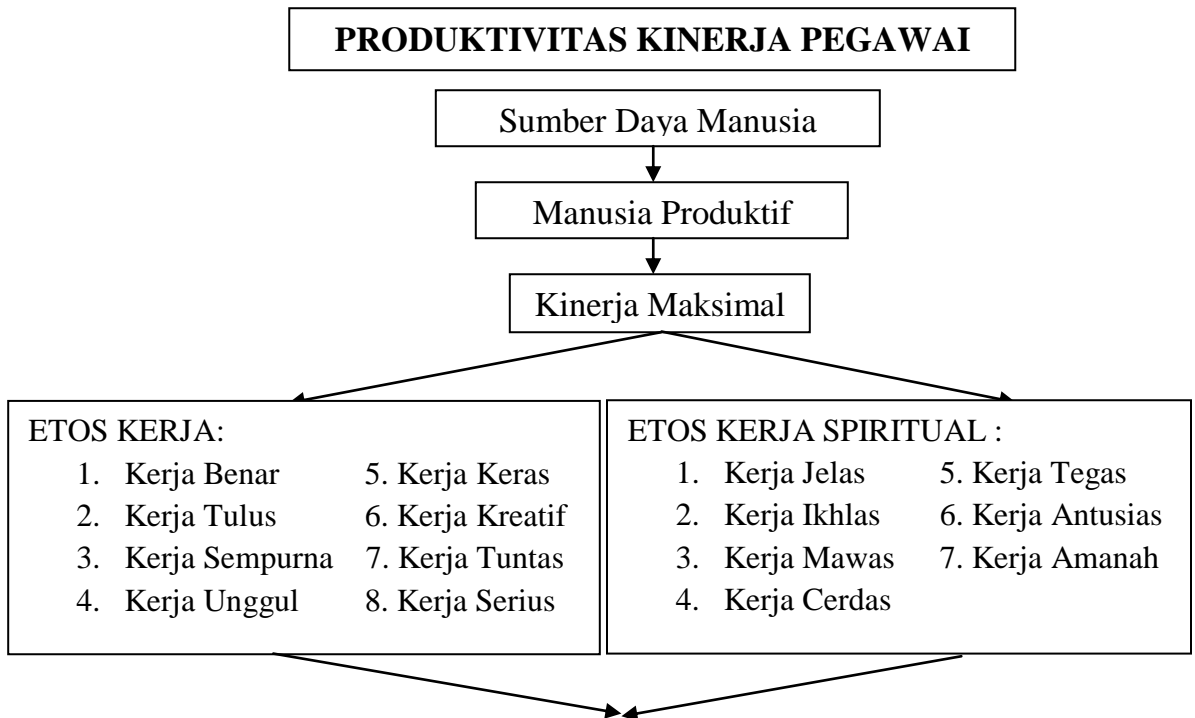 PRODUKTIVITAS KINERJA PEGAWAI
Sumber Daya Manusia
Manusia Produktif
Kinerja Maksimal
ETOS KERJA:
1. Kerja Benar
2. Kerja Tulus
3. Kerja Sempurna
4. Kerja Unggul
5. Kerja Keras
6. Kerja Kreatif
7. Kerja Tuntas
8. Kerja Serius
ETOS KERJA SPIRITUAL :
1. Kerja Jelas
2. Kerja Ikhlas
3. Kerja Mawas
4. Kerja Cerdas
5. Kerja Tegas
6. Kerja Antusias
7. Kerja Amanah